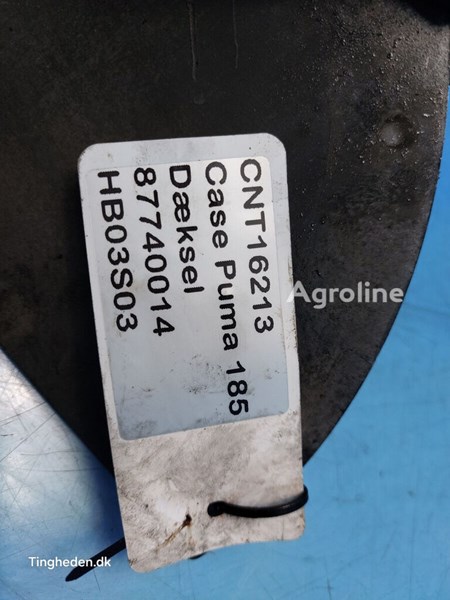 CNT16213
Case Puma 185
Dæksel
87740014
HB03S03
Agroline
Tingheden.dk